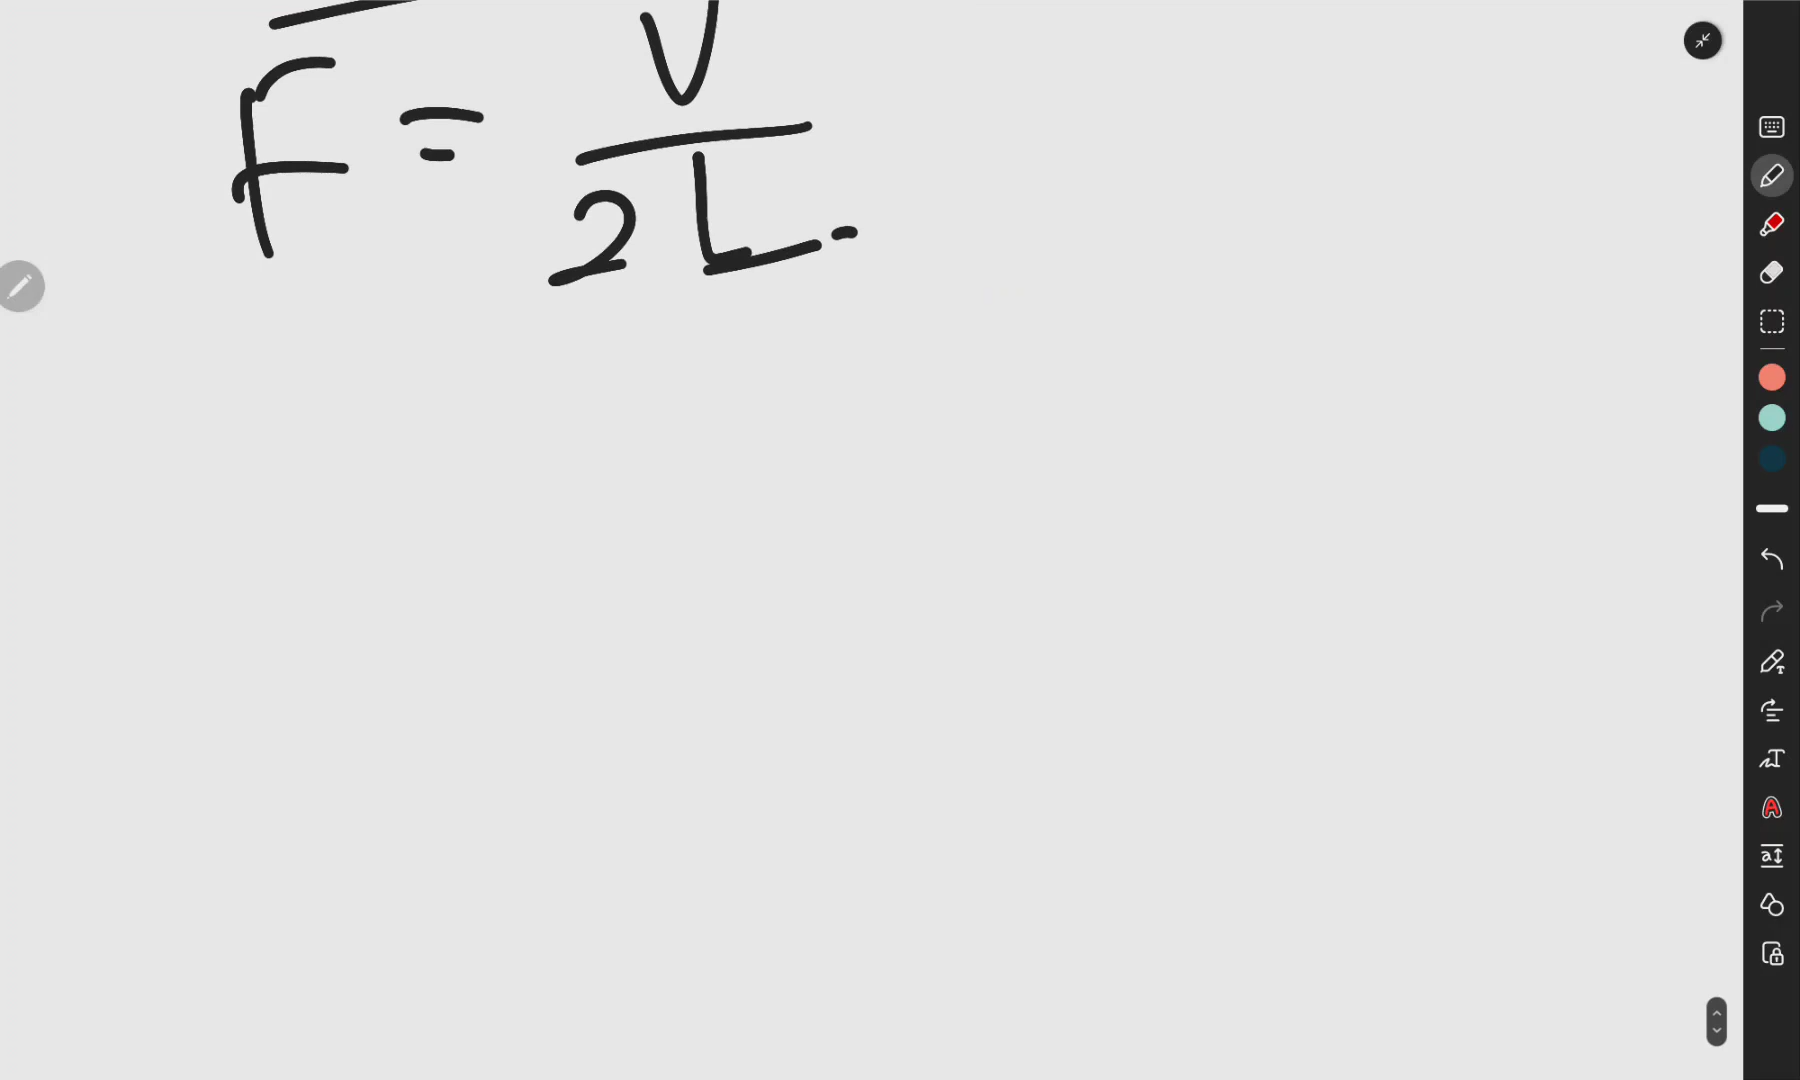 F = V / 2L.